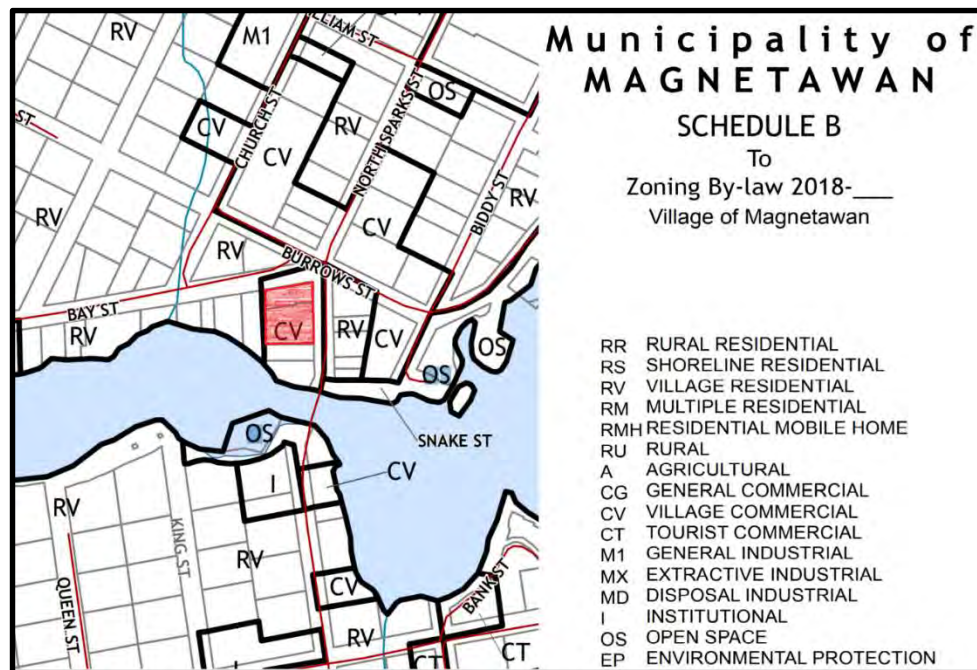 Municipality of
MAGNETAWAN
SCHEDULE B
To
Zoning By-law 2018-___
Village of Magnetawan
RR RURAL RESIDENTIAL
RS SHORELINE RESIDENTIAL
RV VILLAGE RESIDENTIAL
RM MULTIPLE RESIDENTIAL
RMH RESIDENTIAL MOBILE HOME
RU RURAL
A AGRICULTURAL
CG GENERAL COMMERCIAL
CV VILLAGE COMMERCIAL
CT TOURIST COMMERCIAL
M1 GENERAL INDUSTRIAL
MX EXTRACTIVE INDUSTRIAL
MD DISPOSAL INDUSTRIAL
I INSTITUTIONAL
OS OPEN SPACE
EP ENVIRONMENTAL PROTECTION
RV
M1
ILLIAM ST
OS
CV
CHURCH ST
RV
NORTH SPARKS ST
ST
CV
BIDDY ST
RV
CV
RV
BURROWS ST
BAY ST
RV
CV
RV
CV
OS
OS
SNAKE ST
OS
CV
I
RV
KING ST
RV
QUEEN ST
CV
BANK ST
RV
CT
CT